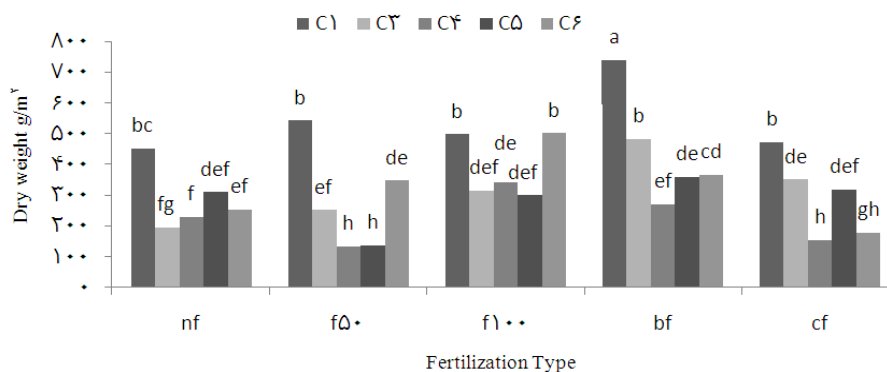 C۱ C۳ C۴ C۵ C۶
Dry weight g/m۲
۸۰۰
۷۰۰
۶۰۰
۵۰۰
۴۰۰
۳۰۰
۲۰۰
۱۰۰
۰
bc fg f def ef
b ef h h de
b def de def b
a b ef de cd
b de h def gh
nf f۵۰ f۱۰۰ bf cf
Fertilization Type